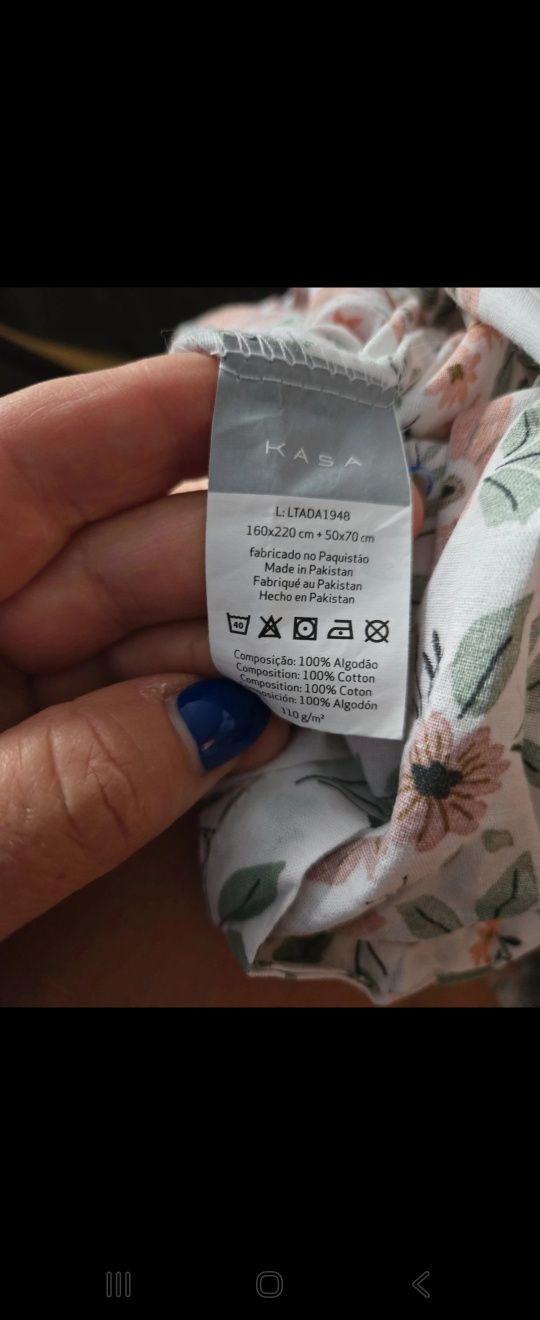 KASA
L: LTADA1948
160x220 cm + 50x70 cm
fabricado no Paquistão
Made in Pakistan
Fabriqué au Pakistan
Hecho en Pakistan
40
Composição: 100% Algodão
Composition: 100% Cotton
Composition: 100% Coton
100% Algodón
110 g/m²